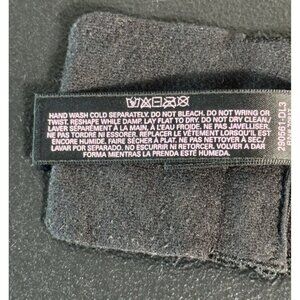 HAND WASH COLD SEPARATELY. DO NOT BLEACH. DO NOT WRING OR
TWIST. RESHAPE WHILE DAMP. LAY FLAT TO DRY. DO NOT DRY CLEAN./
LAVER SÉPARÉMENT À LA MAIN, À L'EAU FROIDE. NE PAS JAVELLISER.
NE PAS TORDRE NI ESSORER. REPLACER LE VÊTEMENT LORSQU'IL EST
ENCORE HUMIDE. FAIRE SÉCHER À PLAT. NE PAS NETTOYER À SEC./
LAVAR POR SEPARADO. NO ESCURRIR NI RETORCER. VOLVER A DAR
FORMA MIENTRAS LA PRENDA ESTÉ HUMEDA.
290561-DL3